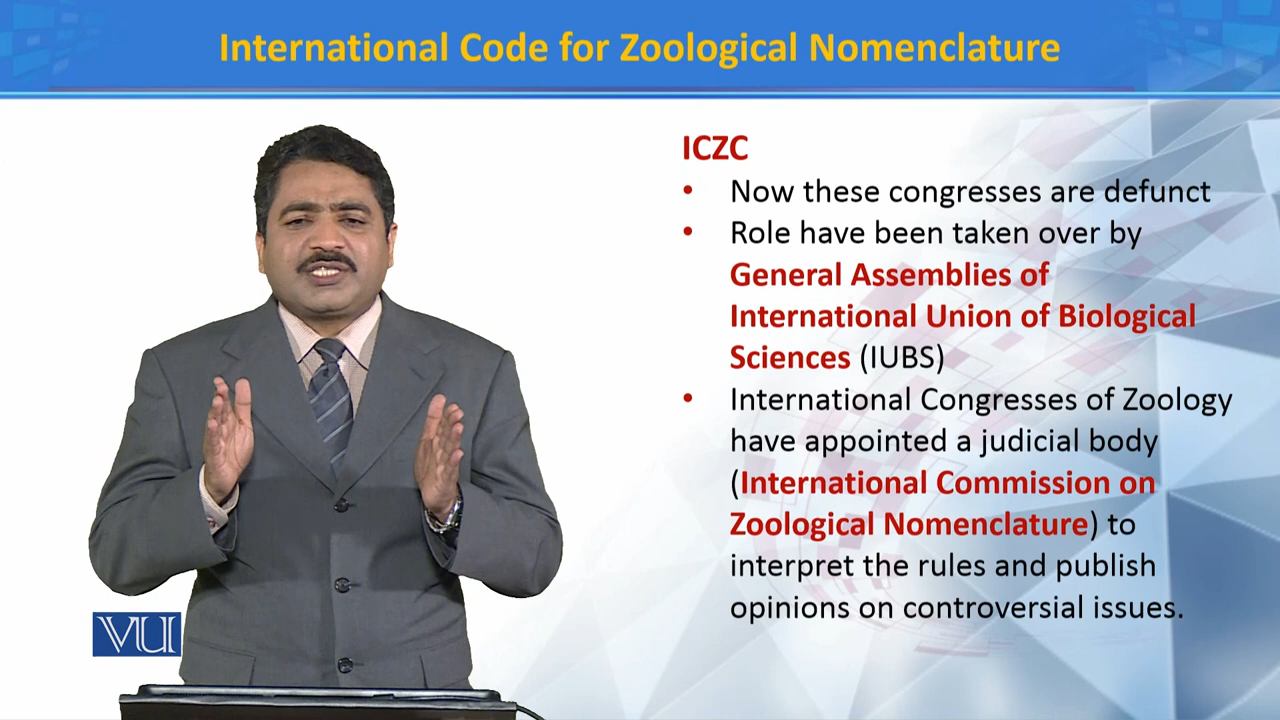 International Code for Zoological Nomenclature
ICZC
• Now these congresses are defunct
• Role have been taken over by
General Assemblies of
International Union of Biological
Sciences (IUBS)
• International Congresses of Zoology
have appointed a judicial body
(International Commission on
Zoological Nomenclature) to
interpret the rules and publish
opinions on controversial issues.
VU